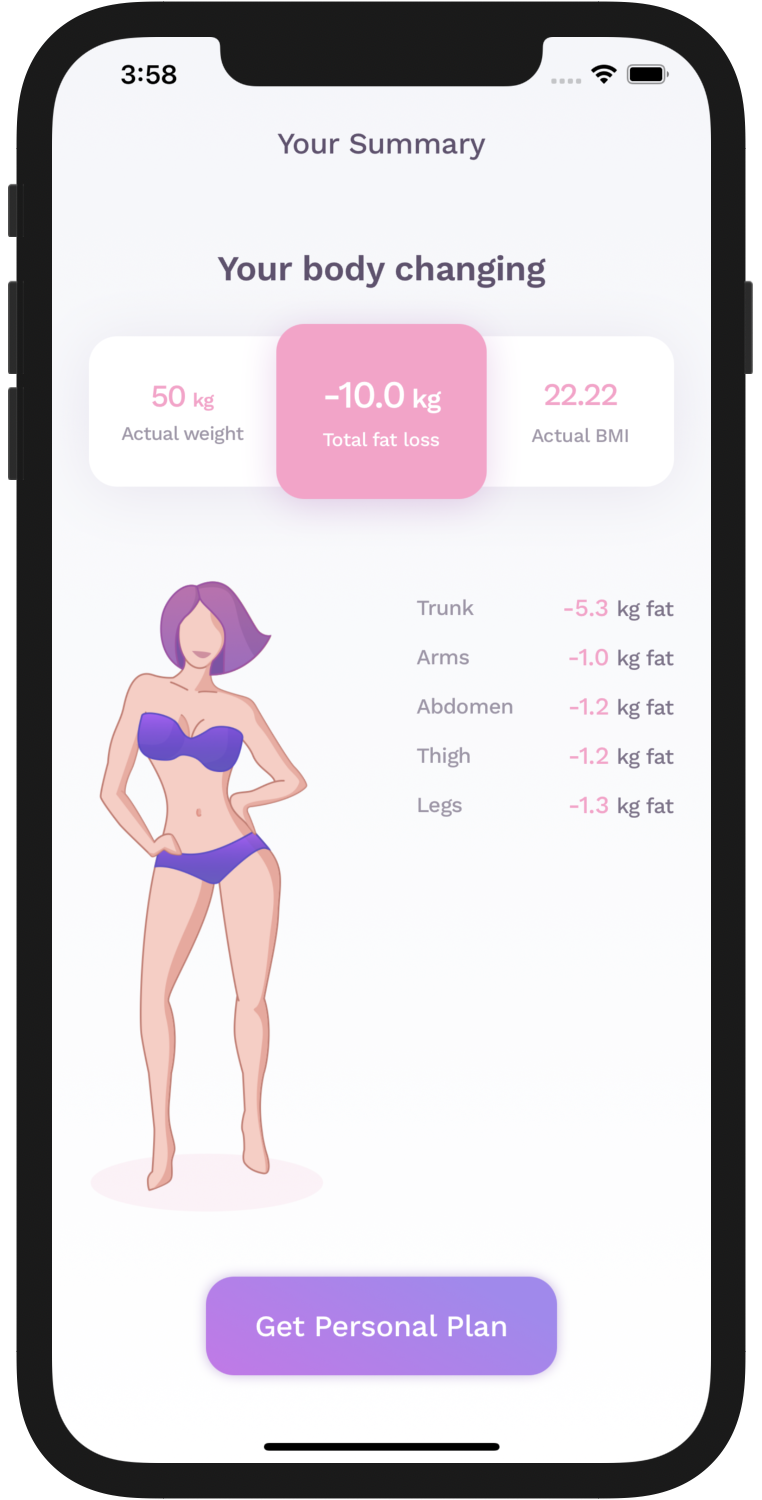 3:58
Your Summary
Your body changing
50 kg
Actual weight
-10.0 kg
Total fat loss
22.22
Actual BMI
Trunk -5.3 kg fat
Arms -1.0 kg fat
Abdomen -1.2 kg fat
Thigh -1.2 kg fat
Legs -1.3 kg fat
Get Personal Plan